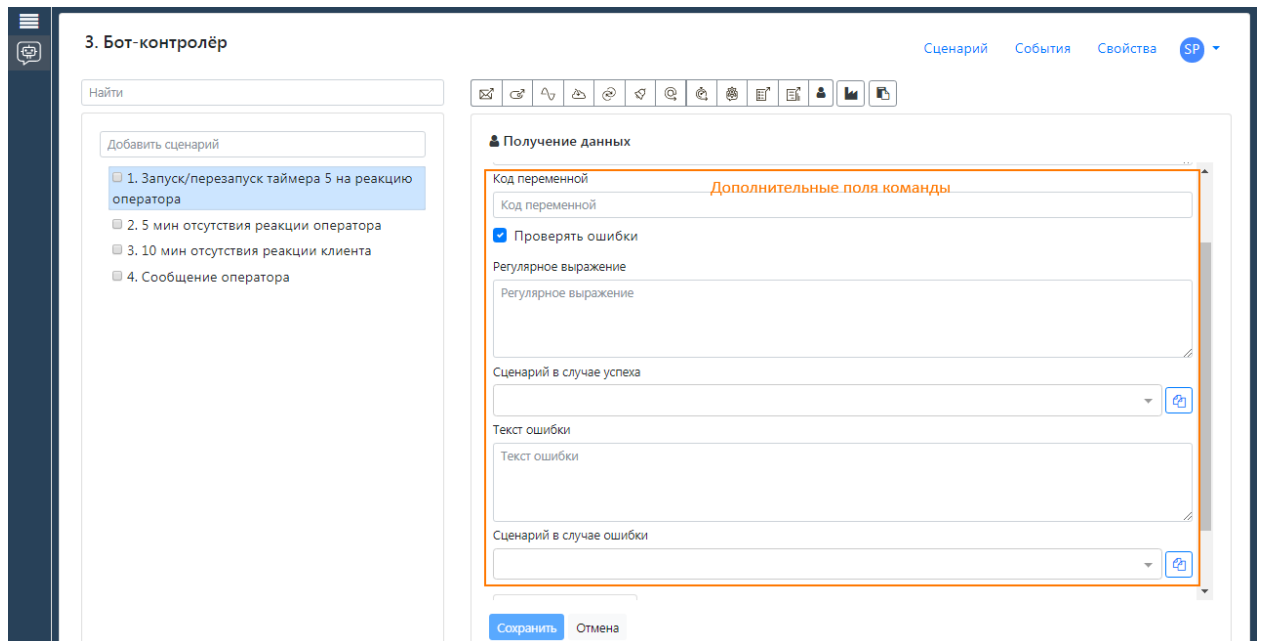 3. Бот-контролёр
Сценарий
События
Свойства
SP
Найти
Добавить сценарий
1. Запуск/перезапуск таймера 5 на реакцию
оператора
2. 5 мин отсутствия реакции оператора
3. 10 мин отсутствия реакции клиента
4. Сообщение оператора
Получение данных
Код переменной
Дополнительные поля команды
Код переменной
Проверять ошибки
Регулярное выражение
Регулярное выражение
Сценарий в случае успеха
Текст ошибки
Текст ошибки
Сценарий в случае ошибки
Сохранить
Отмена